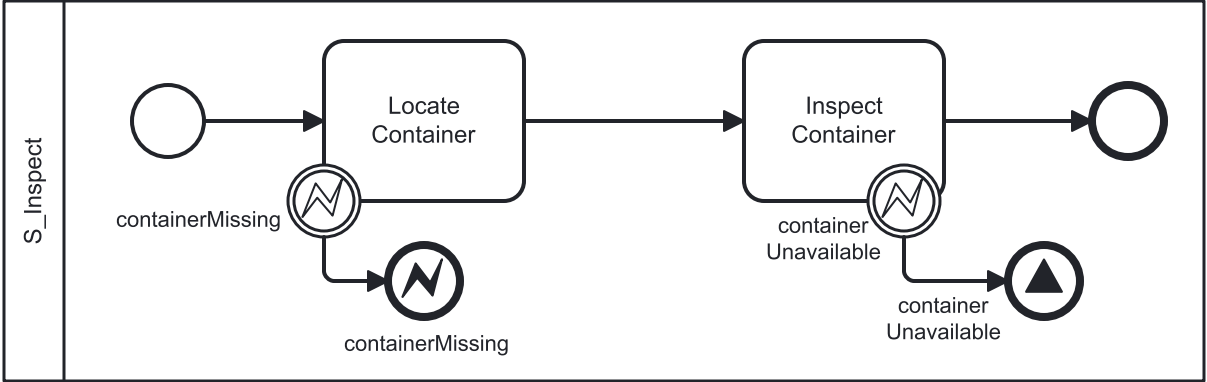 S_Inspect
Locate
Container
Inspect
Container
containerMissing
container
Unavailable
containerMissing
container
Unavailable